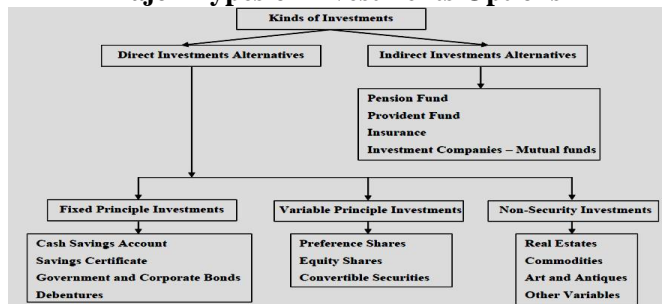 Kinds of Investments
Direct Investments Alternatives
Indirect Investments Alternatives
Pension Fund
Provident Fund
Insurance
Investment Companies – Mutual funds
Fixed Principle Investments
Variable Principle Investments
Non-Security Investments
Cash Savings Account
Savings Certificate
Government and Corporate Bonds
Debentures
Preference Shares
Equity Shares
Convertible Securities
Real Estates
Commodities
Art and Antiques
Other Variables